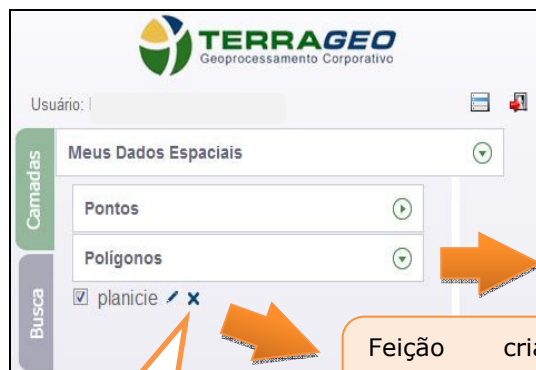 TERRAGEO
Geoprocessamento Corporativo
Usuário:
Camadas
Meus Dados Espaciais
Pontos
Polígonos
planicie
Busca
Feição